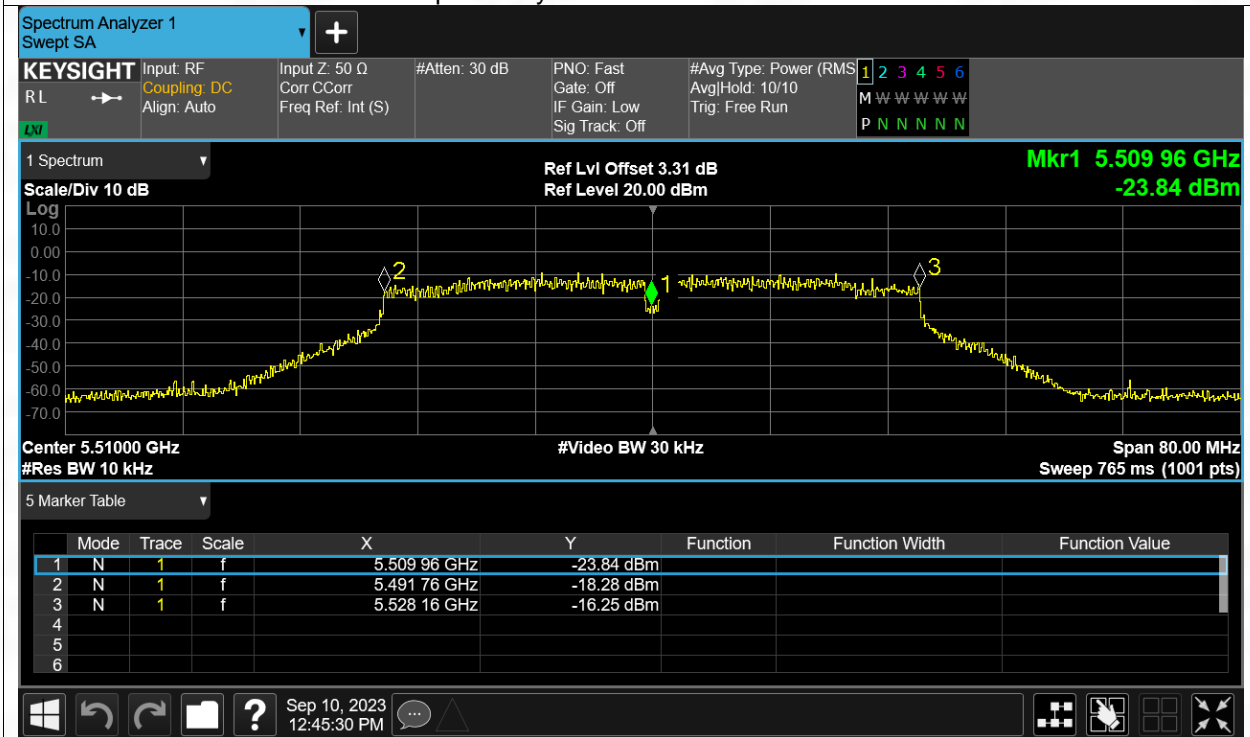 Spectrum Analyzer 1
Swept SA
+
KEYSIGHT Input: RF Input Z: 50 Ω #Atten: 30 dB PNO: Fast #Avg Type: Power (RMS 1 2 3 4 5 6
RL Coupling: DC Corr CCorr Gate: Off Avg|Hold: 10/10 M W W W W W
Align: Auto Freq Ref: Int (S) IF Gain: Low Trig: Free Run
LXI Sig Track: Off P N N N N N
1 Spectrum
Ref Lvl Offset 3.31 dB
Mkr1 5.509 96 GHz
Scale/Div 10 dB Ref Level 20.00 dBm -23.84 dBm
Log
10.0
0.00
-10.0
-20.0
-30.0
-40.0
-50.0
-60.0
-70.0
2
1
3
Center 5.51000 GHz #Video BW 30 kHz Span 80.00 MHz
#Res BW 10 kHz Sweep 765 ms (1001 pts)
5 Marker Table
Mode Trace Scale X Y Function Function Width Function Value
1 N 1 f 5.509 96 GHz -23.84 dBm
2 N 1 f 5.491 76 GHz -18.28 dBm
3 N 1 f 5.528 16 GHz -16.25 dBm
4
5
6
? Sep 10, 2023
12:45:30 PM